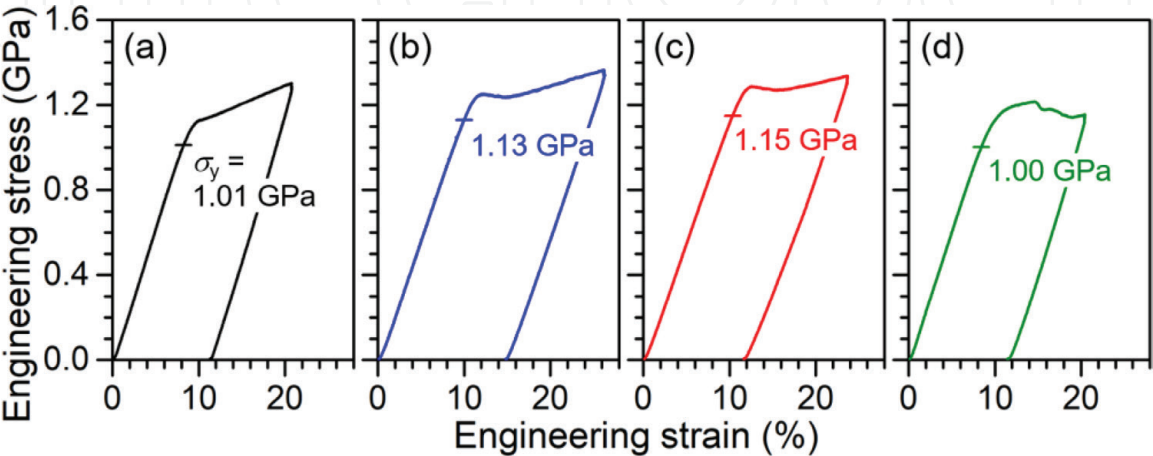 Engineering stress (GPa)
1.6
1.2
0.8
0.4
0.0
(a)
σy =
1.01 GPa
0 10 20
(b)
1.13 GPa
0 10 20
(c)
1.15 GPa
0 10 20
(d)
1.00 GPa
0 10 20
Engineering strain (%)